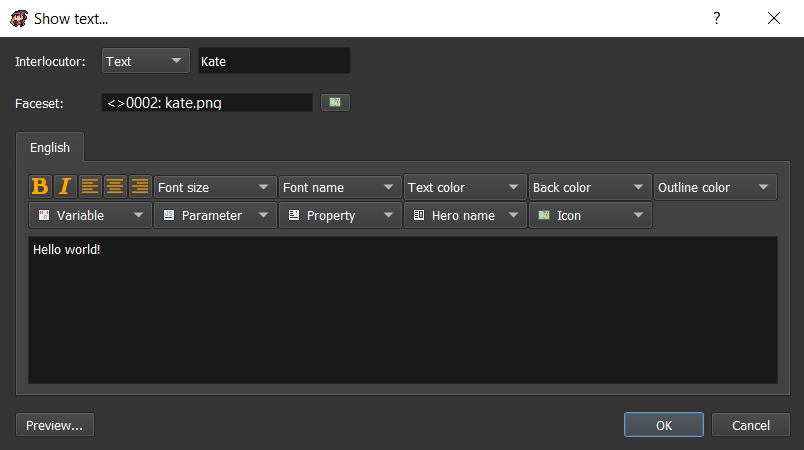 Show text...
Interlocutor: Text Kate
Faceset: <>0002: kate.png
English
B I Font size Font name Text color Back color Outline color
Variable Parameter Property Hero name Icon
Hello world!
Preview... OK Cancel